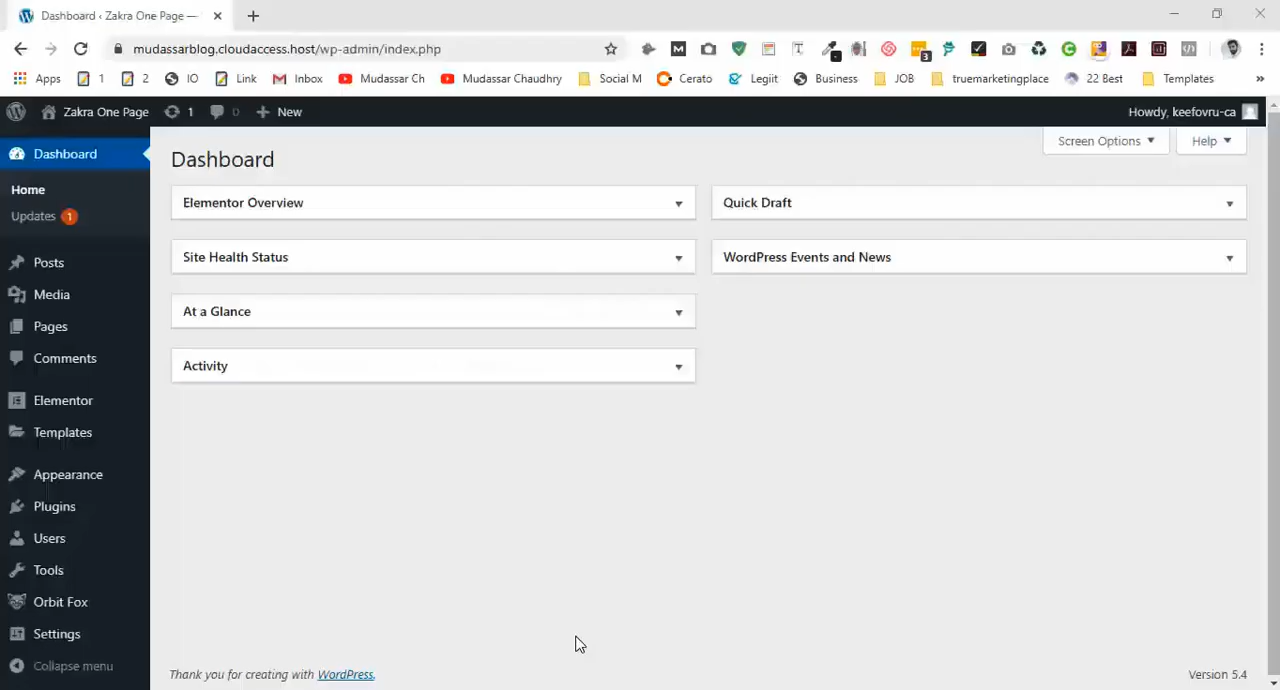 Dashboard ‹ Zakra One Page —
mudassarblog.cloudaccess.host/wp-admin/index.php
Apps 1 2 IO Link Inbox Mudassar Ch Mudassar Chaudhry Social M Cerato Legiit Business JOB truemarketingplace 22 Best Templates »
Zakra One Page 1 0 New Howdy, keefovru-ca
Screen Options Help
Dashboard
Home
Updates 1
Posts
Media
Pages
Comments
Elementor
Templates
Appearance
Plugins
Users
Tools
Orbit Fox
Settings
Collapse menu
Dashboard
Elementor Overview
Site Health Status
At a Glance
Activity
Quick Draft
WordPress Events and News
Thank you for creating with WordPress.
Version 5.4